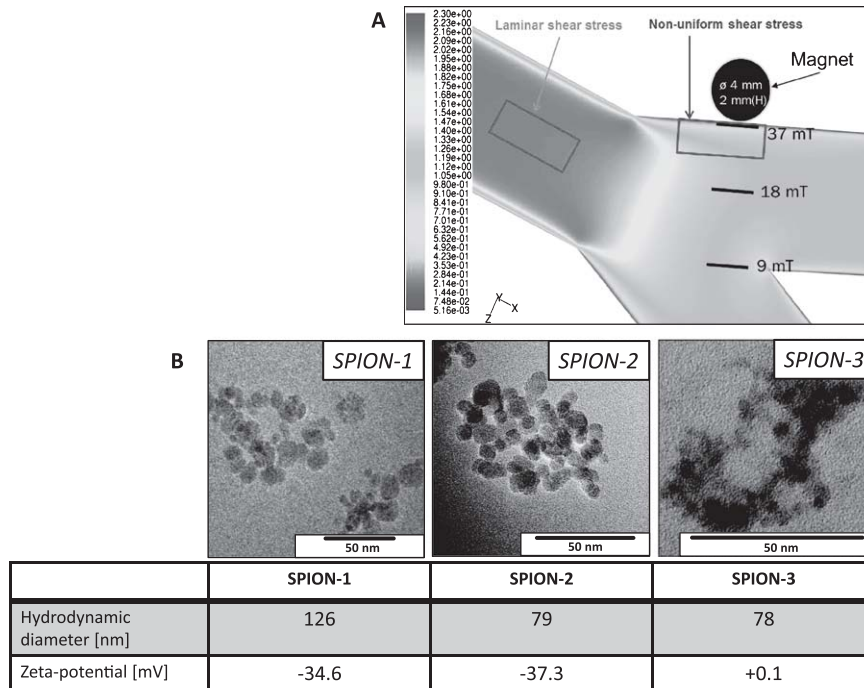 A
2.30e+00
2.23e+00
2.16e+00
2.09e+00
2.02e+00
1.95e+00
1.88e+00
1.81e+00
1.74e+00
1.68e+00
1.61e+00
1.54e+00
1.47e+00
1.40e+00
1.33e+00
1.26e+00
1.19e+00
1.12e+00
1.05e+00
9.80e-01
9.10e-01
8.41e-01
7.71e-01
7.01e-01
6.32e-01
5.62e-01
4.92e-01
4.23e-01
3.53e-01
2.84e-01
2.14e-01
1.44e-01
7.48e-02
5.16e-03
Laminar shear stress
Non-uniform shear stress
Magnet
ø 4 mm
2 mm(H)
37 mT
18 mT
9 mT
Y
X
Z
B
SPION-1
SPION-2
SPION-3
50 nm
50 nm
50 nm
SPION-1 SPION-2 SPION-3
Hydrodynamic
diameter [nm] 126 79 78
Zeta-potential [mV] -34.6 -37.3 +0.1